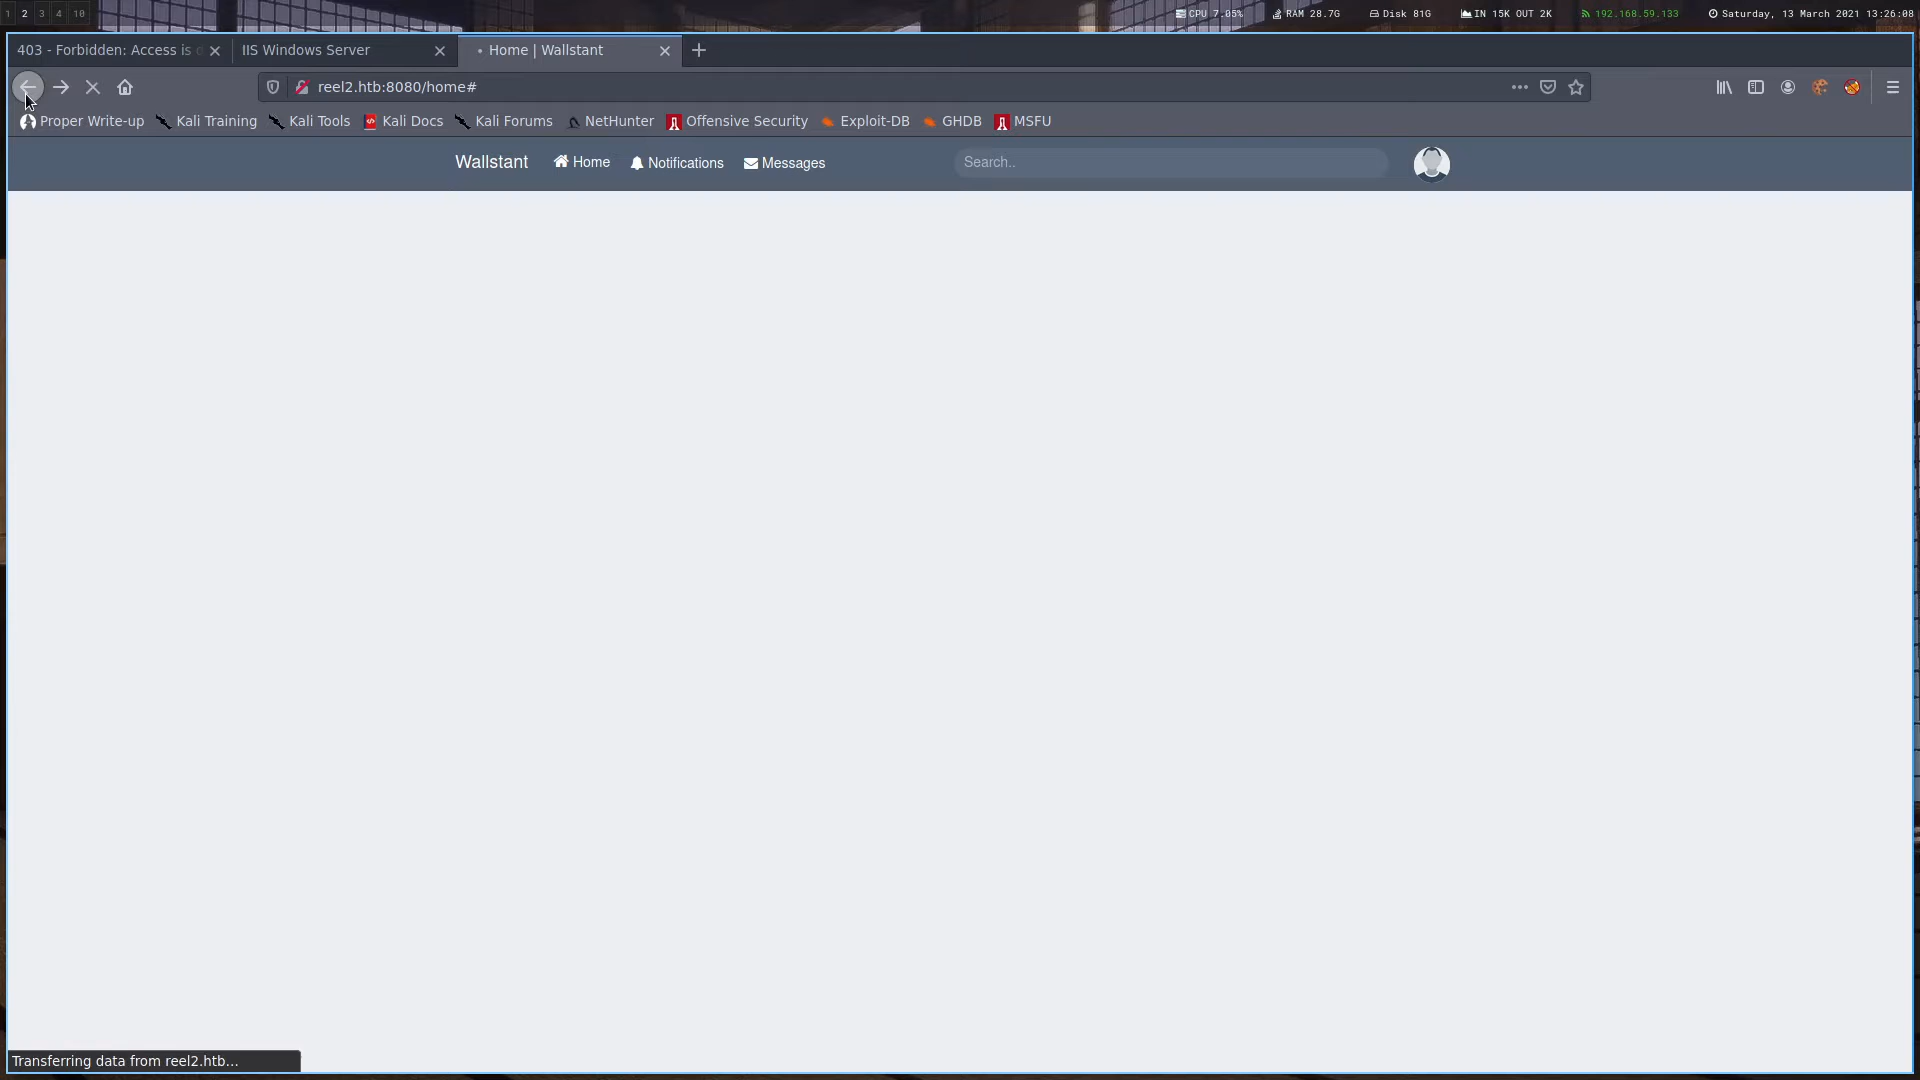 1 2 3 4 10 CPU 7.05% RAM 28.7G Disk 81G IN 15K OUT 2K 192.168.59.133 Saturday, 13 March 2021 13:26:08
403 - Forbidden: Access is d IIS Windows Server Home | Wallstant
reel2.htb:8080/home#
Proper Write-up Kali Training Kali Tools Kali Docs Kali Forums NetHunter Offensive Security Exploit-DB GHDB MSFU
Wallstant Home Notifications Messages Search..
Transferring data from reel2.htb...